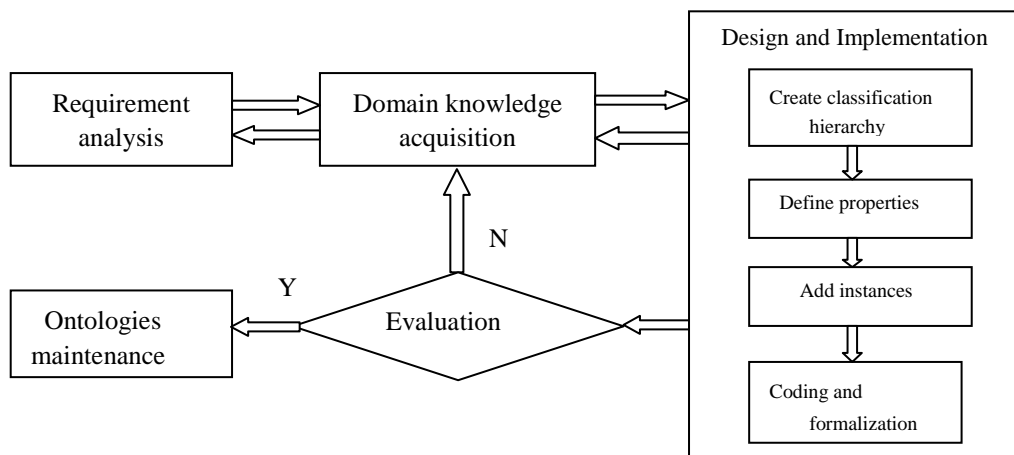 Requirement
analysis
Domain knowledge
acquisition
Design and Implementation
Create classification
hierarchy
Define properties
Add instances
Coding and
formalization
N
Y
Evaluation
Ontologies
maintenance